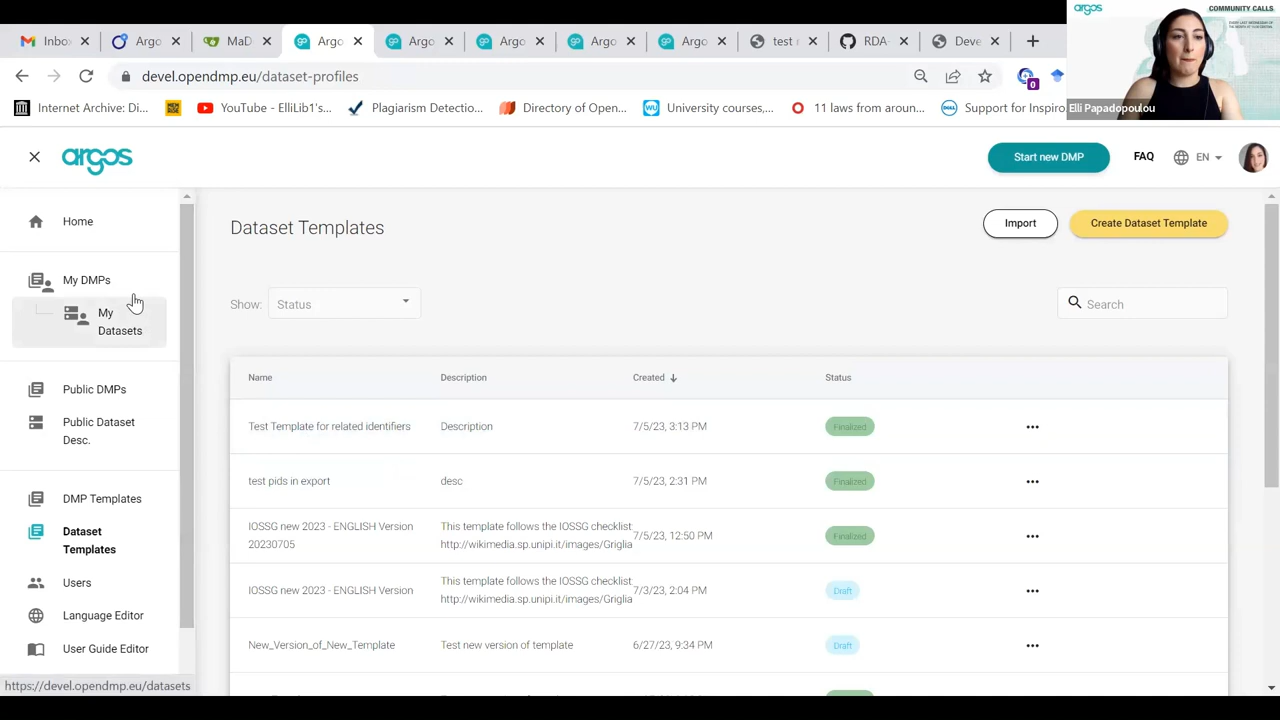 argos
COMMUNITY CALLS
EVERY LAST WEDNESDAY OF
Inbo
Argo
MaD
Argo
Argo
Argo
Argo
Argo
test i
RDA-
Deve
devel.opendmp.eu/dataset-profiles
0
Elli Papadopoulou
Internet Archive: Di...
YouTube - ElliLib1's...
Plagiarism Detectio...
Directory of Open...
University courses,...
11 laws from aroun...
Support for Inspiro
argos
Start new DMP
FAQ
EN
Home
My DMPs
My
Datasets
Public DMPs
Public Dataset
Desc.
DMP Templates
Dataset
Templates
Users
Language Editor
User Guide Editor
https://devel.opendmp.eu/datasets
Dataset Templates
Import
Create Dataset Template
Show:
Status
Search
Name Description Created Status
Test Template for related identifiers Description 7/5/23, 3:13 PM Finalized
test pids in export desc 7/5/23, 2:31 PM Finalized
IOSSG new 2023 - ENGLISH Version This template follows the IOSSG checklist 7/5/23, 12:50 PM Finalized
20230705 http://wikimedia.sp.unipi.it/images/Griglia
IOSSG new 2023 - ENGLISH Version This template follows the IOSSG checklist 7/3/23, 2:04 PM Draft
http://wikimedia.sp.unipi.it/images/Griglia
New_Version_of_New_Template Test new version of template 6/27/23, 9:34 PM Draft